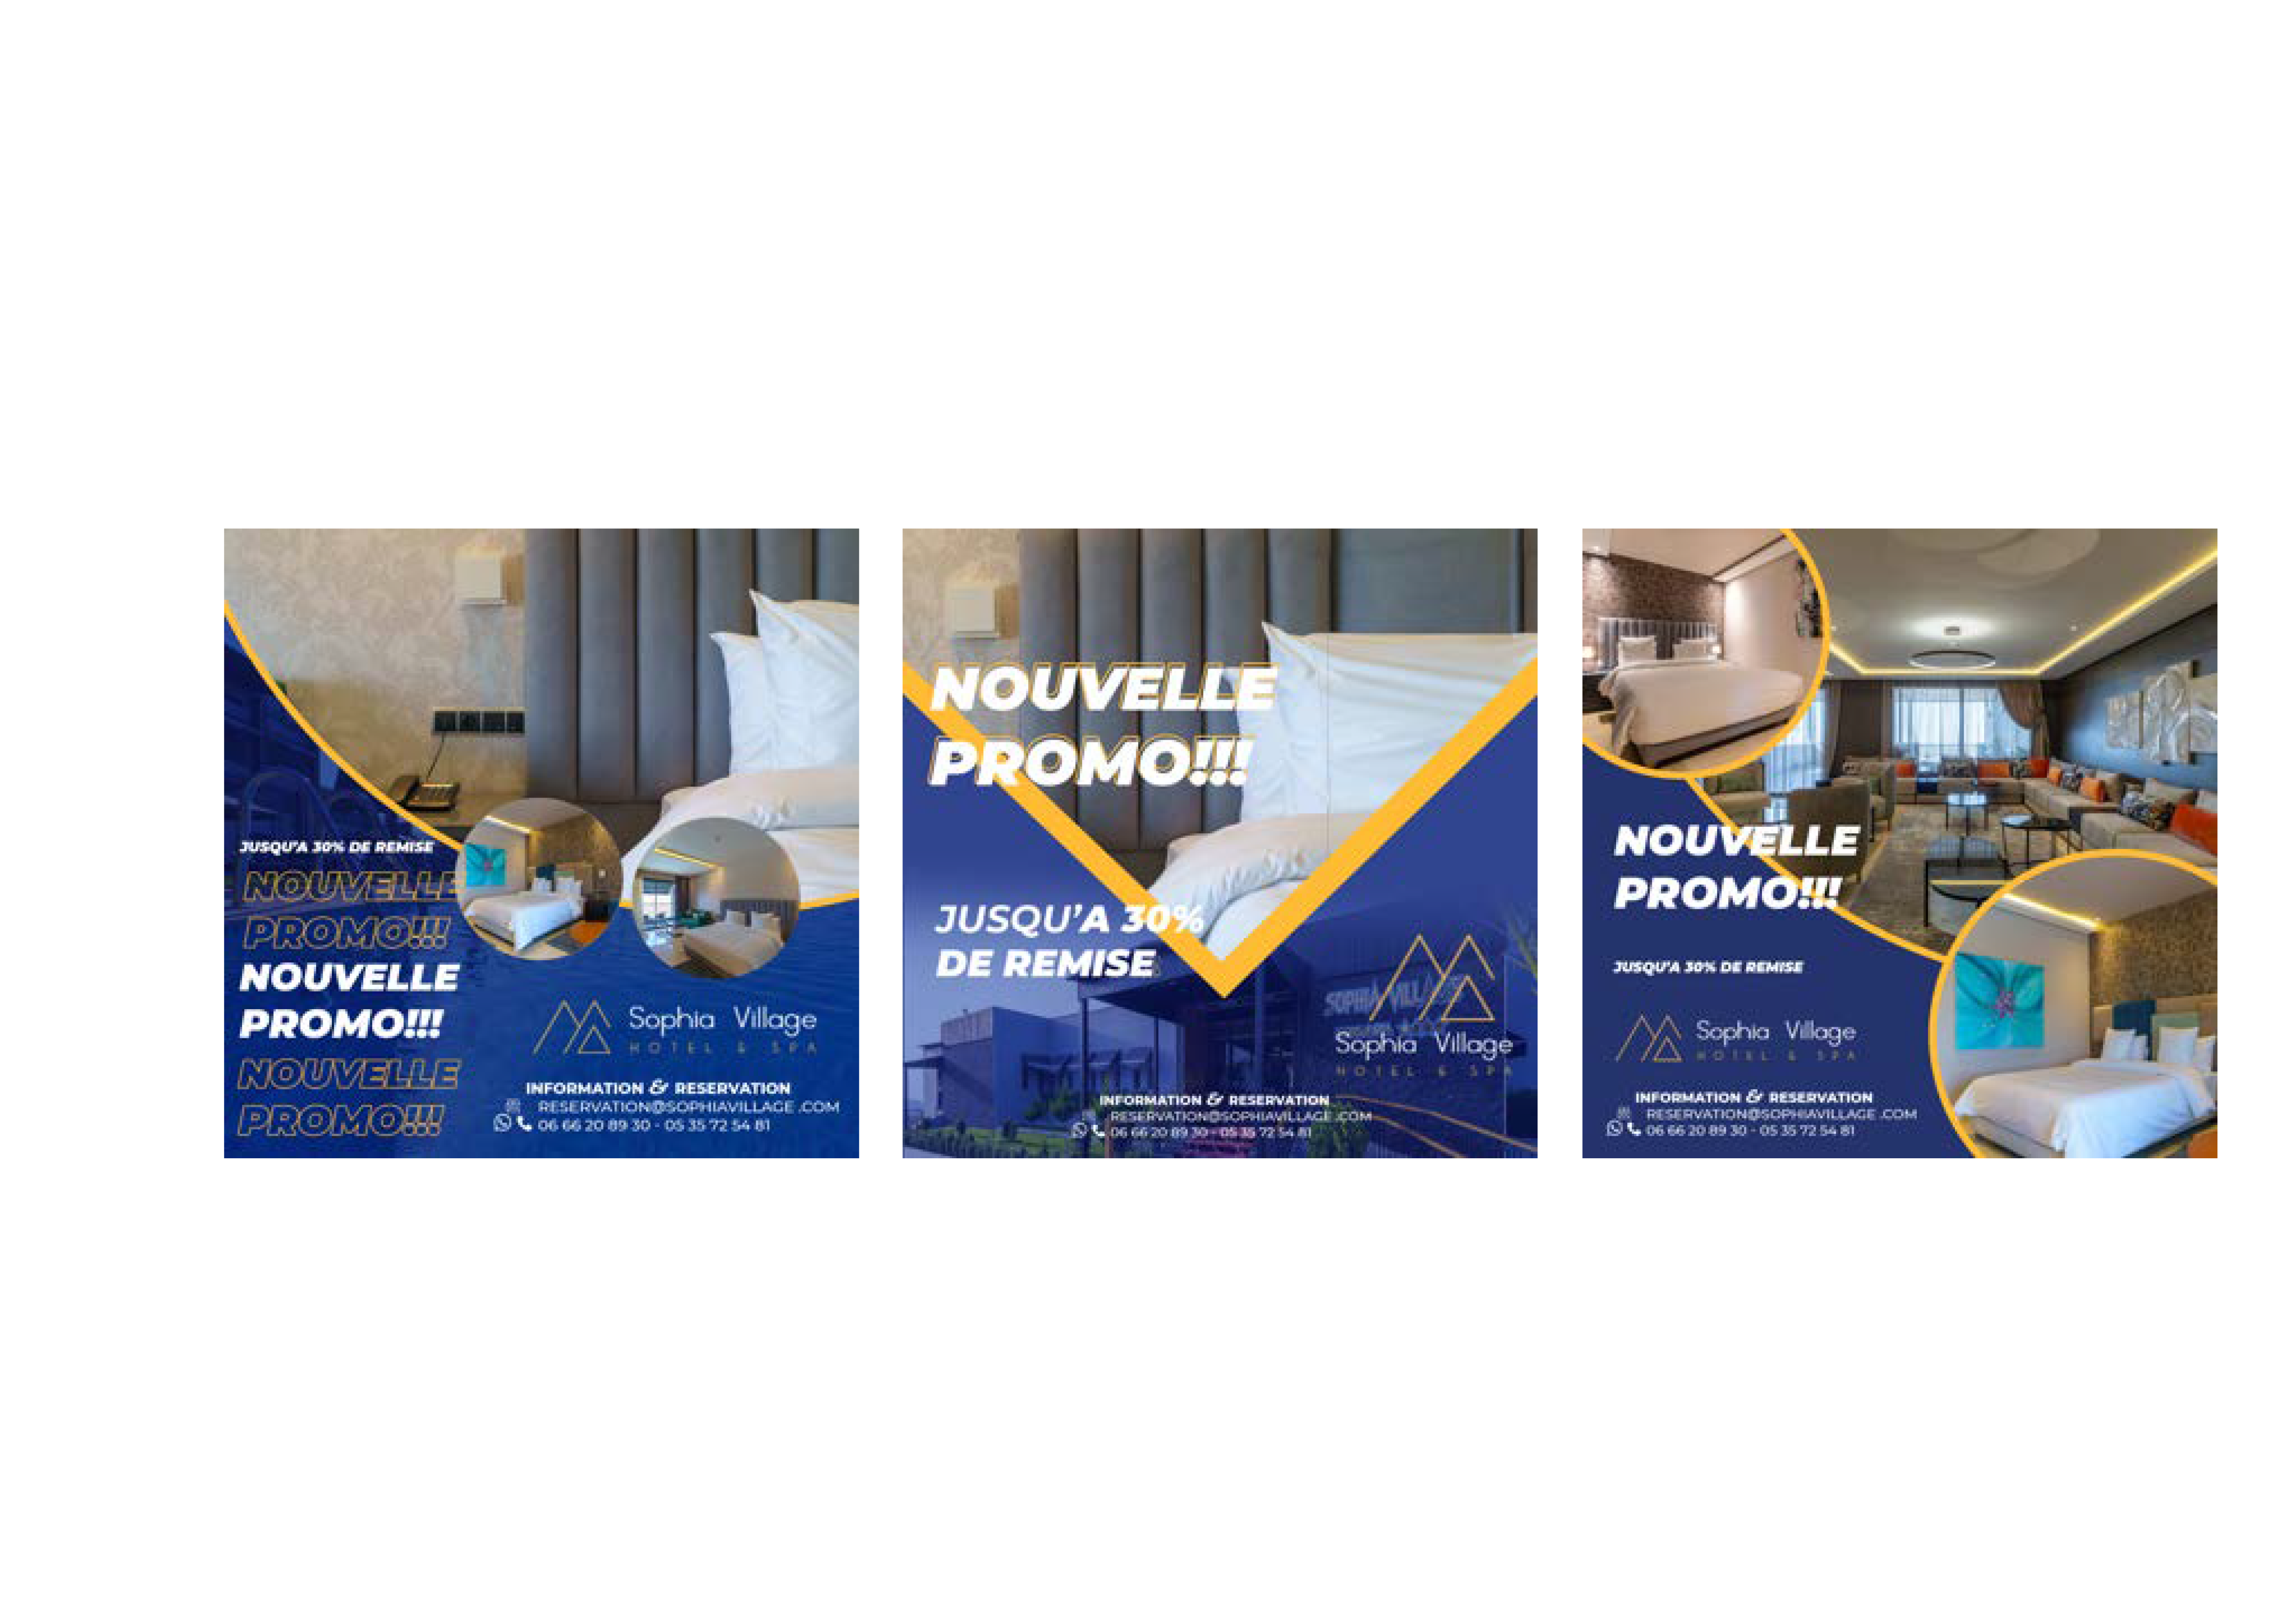 JUSQU'A 30% DE REMISE
NOUVELLE
PROMO!!!
NOUVELLE
PROMO!!!
NOUVELLE
PROMO!!!
Sophia Village
HOTEL & SPA
INFORMATION & RESERVATION
RESERVATION@SOPHIAVILLAGE .COM
06 66 20 89 30 - 05 35 72 54 81
NOUVELLE
PROMO!!!
JUSQU'A 30%
DE REMISE
SOPHIA VILLAGE
Sophia Village
HOTEL & SPA
INFORMATION & RESERVATION
RESERVATION@SOPHIAVILLAGE .COM
06 66 20 89 30 - 05 35 72 54 81
NOUVELLE
PROMO!!!
JUSQU'A 30% DE REMISE
Sophia Village
HOTEL & SPA
INFORMATION & RESERVATION
RESERVATION@SOPHIAVILLAGE .COM
06 66 20 89 30 - 05 35 72 54 81